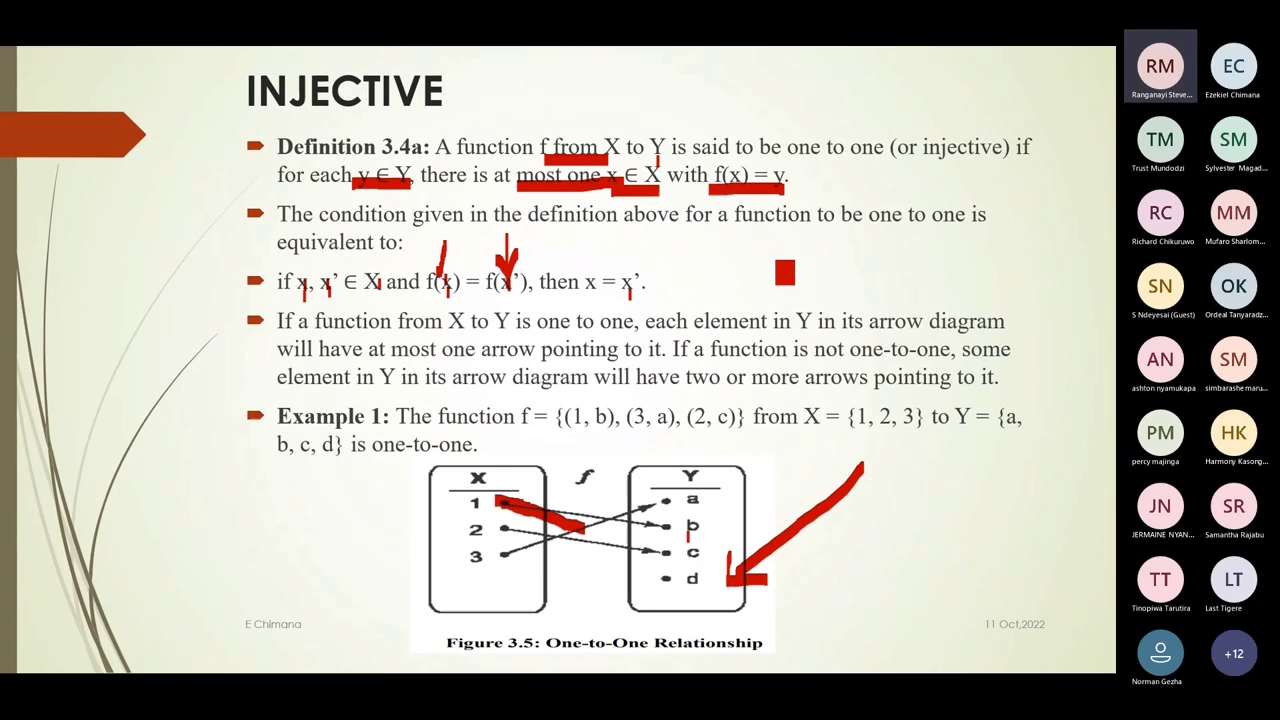 INJECTIVE
Definition 3.4a: A function f from X to Y is said to be one to one (or injective) if
for each y ∈ Y, there is at most one x ∈ X with f(x) = y.
The condition given in the definition above for a function to be one to one is
equivalent to:
if x, x’ ∈ X and f(x) = f(x’), then x = x’.
If a function from X to Y is one to one, each element in Y in its arrow diagram
will have at most one arrow pointing to it. If a function is not one-to-one, some
element in Y in its arrow diagram will have two or more arrows pointing to it.
Example 1: The function f = {(1, b), (3, a), (2, c)} from X = {1, 2, 3} to Y = {a,
b, c, d} is one-to-one.
X f Y
1 a
2 b
3 c
d
Figure 3.5: One-to-One Relationship
E Chimana
11 Oct,2022
RM EC
Ranganayi Steve... Ezekiel Chimana
TM SM
Trust Mundodzi Sylvester Magad...
RC MM
Richard Chikuruwo Mufaro Sharlom...
SN OK
S Ndeyesai (Guest) Ordeal Tanyaradz...
AN SM
ashton nyamukapa simbarashe maru...
PM HK
percy majinga Harmony Kasong...
JN SR
JERMAINE NYAN... Samantha Rajabu
TT LT
Tinopiwa Tarutira Last Tigere
+12
Norman Gezha